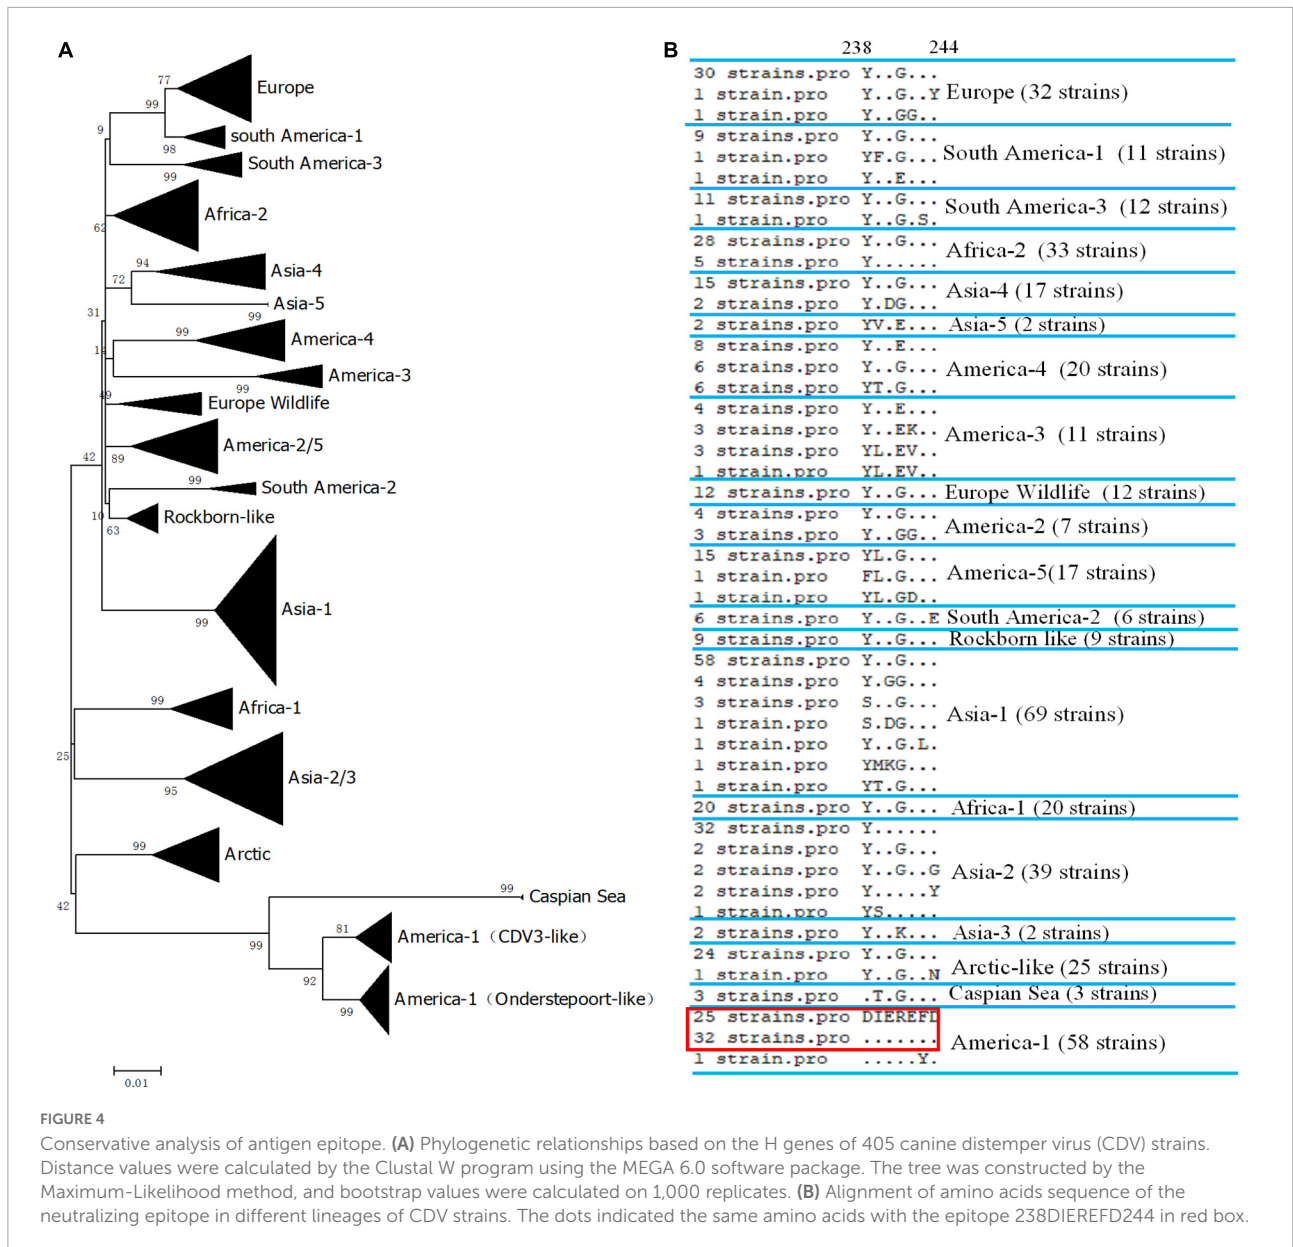 A
77
Europe
99
south America-1
9
98
South America-3
99
Africa-2
62
94
Asia-4
72
Asia-5
31
99
99
America-4
14
America-3
99
49
Europe Wildlife
America-2/5
89
42
99
South America-2
10
Rockborn-like
63
Asia-1
99
99
Africa-1
25
Asia-2/3
95
99
Arctic
42
99
Caspian Sea
81
America-1（CDV3-like）
99
92
America-1（Onderstepoort-like）
99
0.01
B
238 244
30 strains.pro Y..G...
1 strain.pro Y..G..Y
1 strain.pro Y..GG..
Europe (32 strains)
9 strains.pro Y..G...
1 strain.pro YF.G...
1 strain.pro Y..E...
South America-1 (11 strains)
11 strains.pro Y..G...
1 strain.pro Y..G.S.
South America-3 (12 strains)
28 strains.pro Y..G...
5 strains.pro Y......
Africa-2 (33 strains)
15 strains.pro Y..G...
2 strains.pro Y.DG...
Asia-4 (17 strains)
2 strains.pro YV.E...
Asia-5 (2 strains)
8 strains.pro Y..E...
6 strains.pro Y..G...
6 strains.pro YT.G...
America-4 (20 strains)
4 strains.pro Y..E...
3 strains.pro Y..EK..
3 strains.pro YL.EV..
1 strains.pro YL.EV..
America-3 (11 strains)
12 strains.pro Y..G...
Europe Wildlife (12 strains)
4 strains.pro Y..G...
3 strains.pro Y..GG..
America-2 (7 strains)
15 strains.pro YL.G...
1 strain.pro FL.G...
1 strain.pro YL.GD..
America-5(17 strains)
6 strains.pro Y..G..E
South America-2 (6 strains)
9 strains.pro Y..G...
Rockborn like (9 strains)
58 strains.pro Y..G...
4 strains.pro Y.GG...
3 strains.pro S..G...
1 strain.pro S.DG...
1 strain.pro Y..G.L.
1 strain.pro YMKG...
1 strain.pro YT.G...
Asia-1 (69 strains)
20 strains.pro Y..G...
Africa-1 (20 strains)
32 strains.pro Y......
2 strains.pro Y..G...
2 strains.pro Y..G..G
2 strains.pro Y.....Y
1 strain.pro YS.....
Asia-2 (39 strains)
2 strains.pro Y..K...
Asia-3 (2 strains)
24 strains.pro Y..G...
1 strain.pro Y..G..N
Arctic-like (25 strains)
3 strains.pro .T.G...
Caspian Sea (3 strains)
25 strains.pro DIEREFD
32 strains.pro .......
1 strain.pro .....Y.
America-1 (58 strains)
FIGURE 4
Conservative analysis of antigen epitope. (A) Phylogenetic relationships based on the H genes of 405 canine distemper virus (CDV) strains.
Distance values were calculated by the Clustal W program using the MEGA 6.0 software package. The tree was constructed by the
Maximum-Likelihood method, and bootstrap values were calculated on 1,000 replicates. (B) Alignment of amino acids sequence of the
neutralizing epitope in different lineages of CDV strains. The dots indicated the same amino acids with the epitope 238DIEREFD244 in red box.